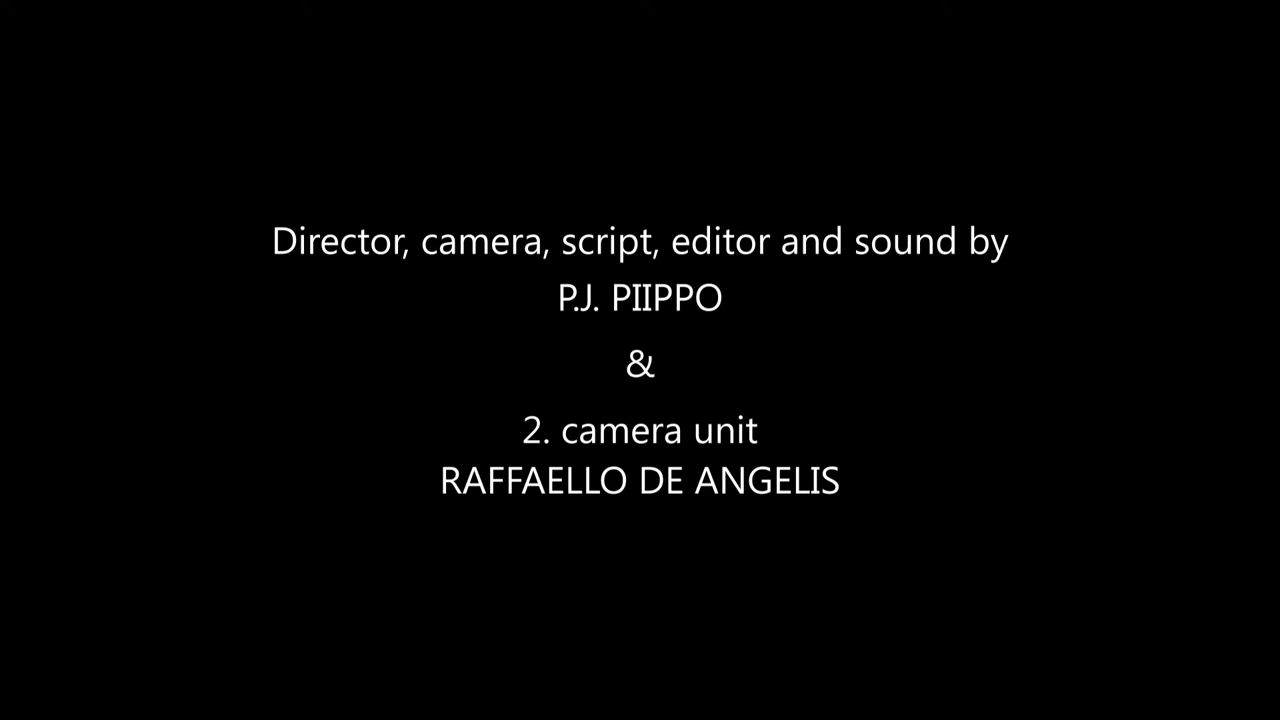 Director, camera, script, editor and sound by
P.J. PIIPPO
&
2. camera unit
RAFFAELLO DE ANGELIS